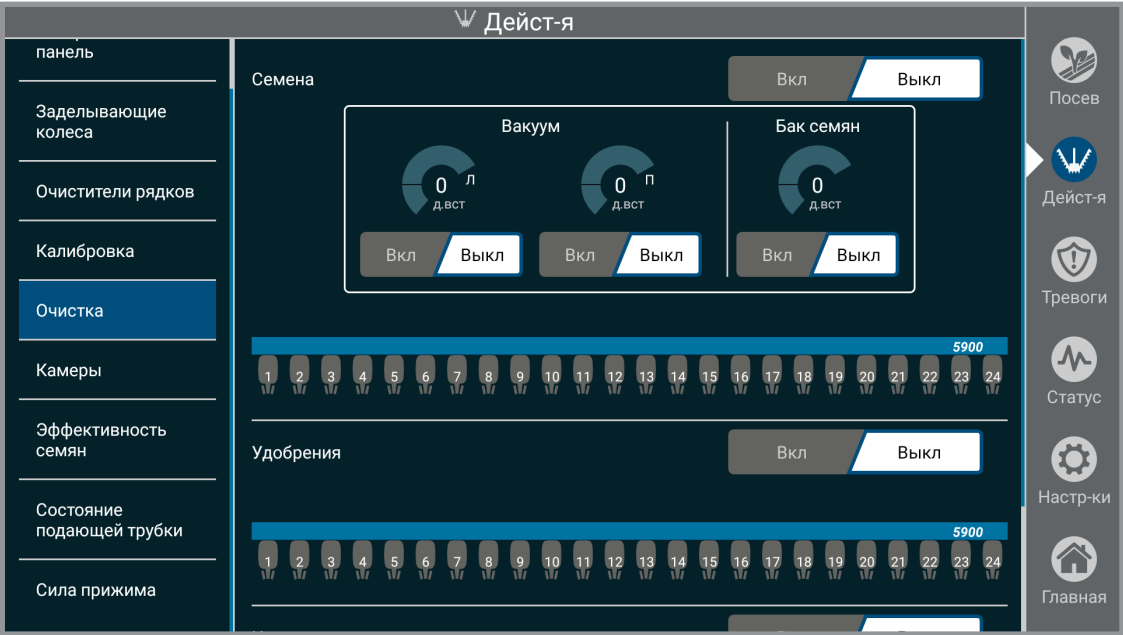 Дейст-я
панель
Заделывающие
колеса
Очистители рядков
Калибровка
Очистка
Камеры
Эффективность
семян
Состояние
подающей трубки
Сила прижима
Семена
Вкл Выкл
Вакуум Бак семян
0 Л 0 П 0
д.вст д.вст д.вст
Вкл Выкл Вкл Выкл Вкл Выкл
5900
1 2 3 4 5 6 7 8 9 10 11 12 13 14 15 16 17 18 19 20 21 22 23 24
Удобрения
Вкл Выкл
5900
1 2 3 4 5 6 7 8 9 10 11 12 13 14 15 16 17 18 19 20 21 22 23 24
Посев
Дейст-я
Тревоги
Статус
Настр-ки
Главная